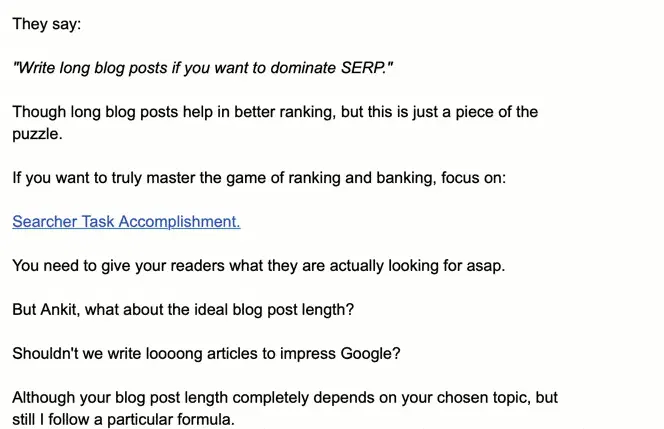 They say:
"Write long blog posts if you want to dominate SERP."
Though long blog posts help in better ranking, but this is just a piece of the
puzzle.
If you want to truly master the game of ranking and banking, focus on:
Searcher Task Accomplishment.
You need to give your readers what they are actually looking for asap.
But Ankit, what about the ideal blog post length?
Shouldn't we write loooong articles to impress Google?
Although your blog post length completely depends on your chosen topic, but
still I follow a particular formula.